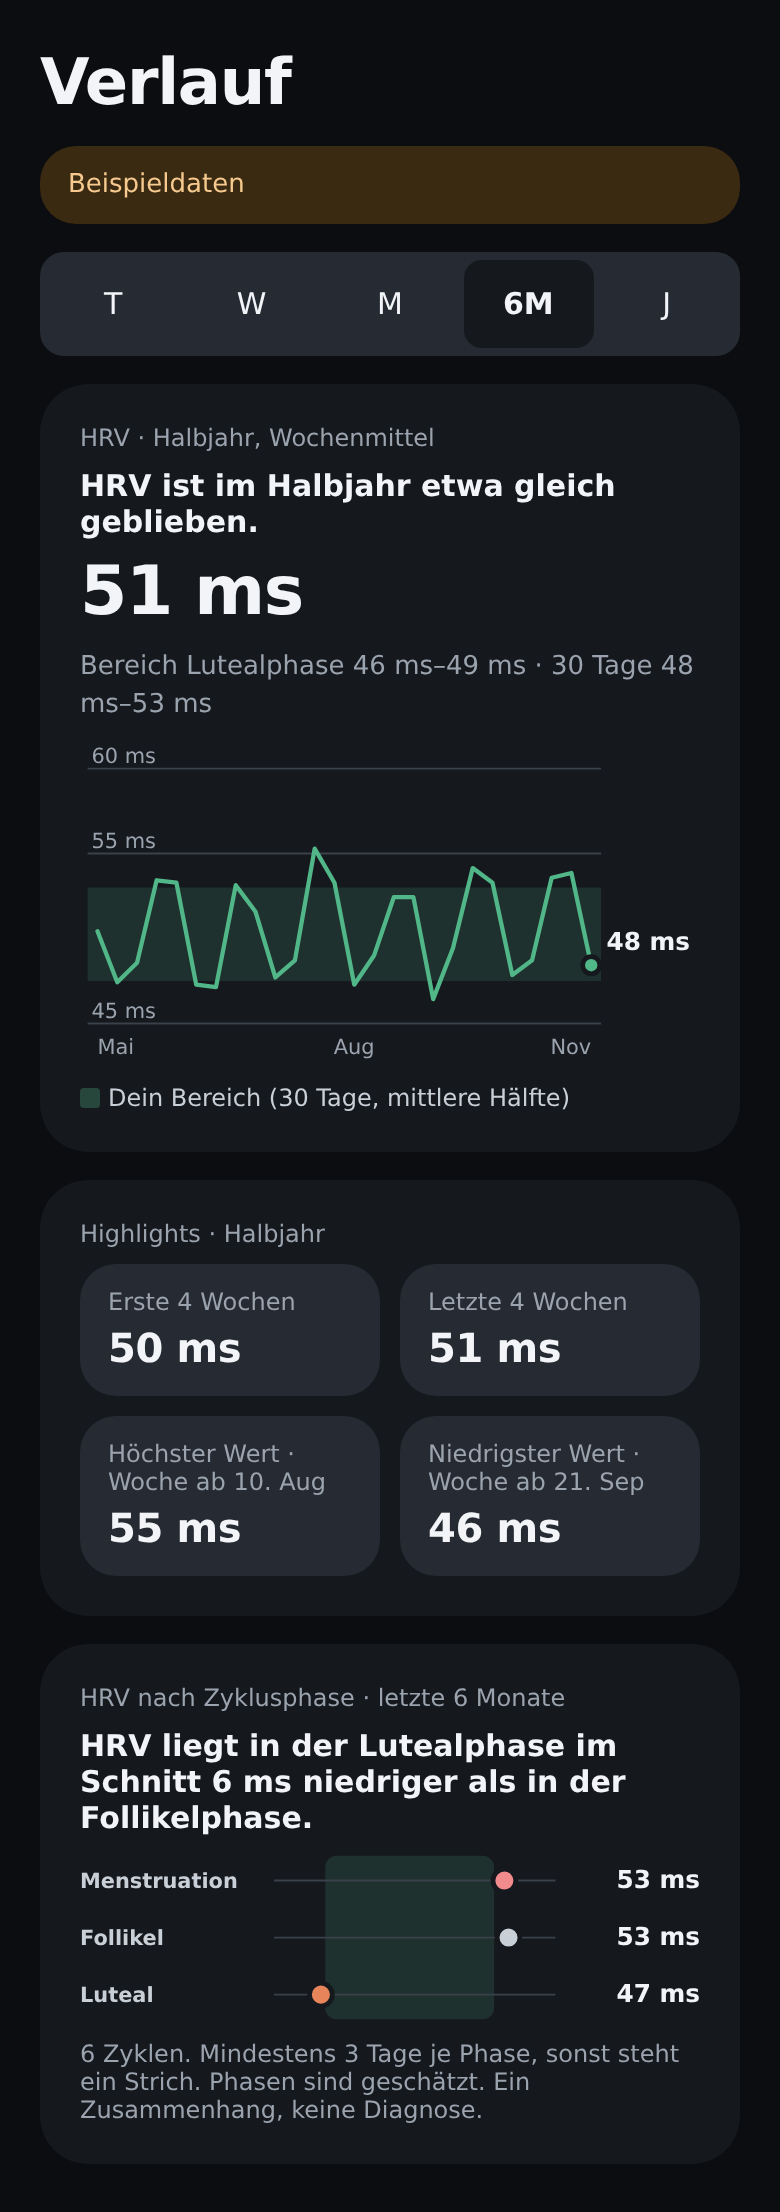 Verlauf
Beispieldaten
T W M 6M J
HRV · Halbjahr, Wochenmittel
HRV ist im Halbjahr etwa gleich
geblieben.
51 ms
Bereich Lutealphase 46 ms–49 ms · 30 Tage 48
ms–53 ms
60 ms
55 ms
48 ms
45 ms
Mai Aug Nov
Dein Bereich (30 Tage, mittlere Hälfte)
Highlights · Halbjahr
Erste 4 Wochen
50 ms
Letzte 4 Wochen
51 ms
Höchster Wert ·
Woche ab 10. Aug
55 ms
Niedrigster Wert ·
Woche ab 21. Sep
46 ms
HRV nach Zyklusphase · letzte 6 Monate
HRV liegt in der Lutealphase im
Schnitt 6 ms niedriger als in der
Follikelphase.
Menstruation 53 ms
Follikel 53 ms
Luteal 47 ms
6 Zyklen. Mindestens 3 Tage je Phase, sonst steht
ein Strich. Phasen sind geschätzt. Ein
Zusammenhang, keine Diagnose.